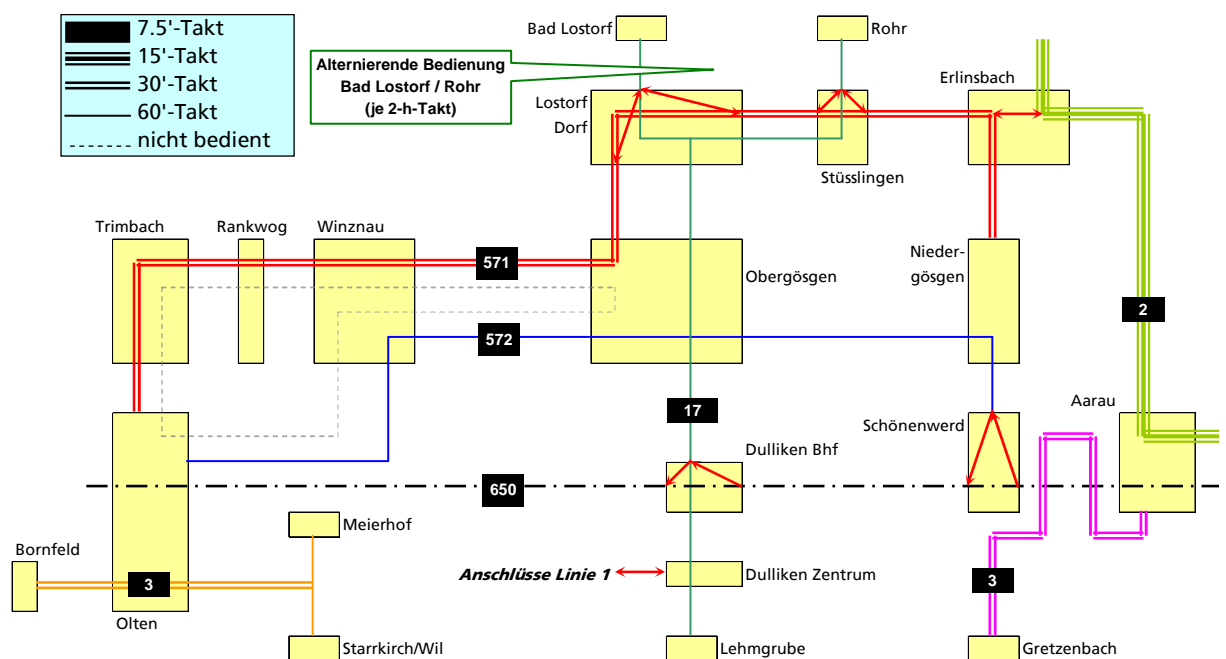 7.5'-Takt
15'-Takt
30'-Takt
60'-Takt
nicht bedient
Bad Lostorf
Rohr
Alternierende Bedienung
Bad Lostorf / Rohr
(je 2-h-Takt)
Lostorf
Dorf
Erlinsbach
Stüsslingen
Trimbach
Rankwog
Winznau
571
Obergösgen
Nieder-
gösgen
2
572
17
Aarau
Schönenwerd
Dulliken Bhf
650
Meierhof
Bornfeld
3
Anschlüsse Linie 1
Dulliken Zentrum
3
Olten
Starrkirch/Wil
Lehmgrube
Gretzenbach